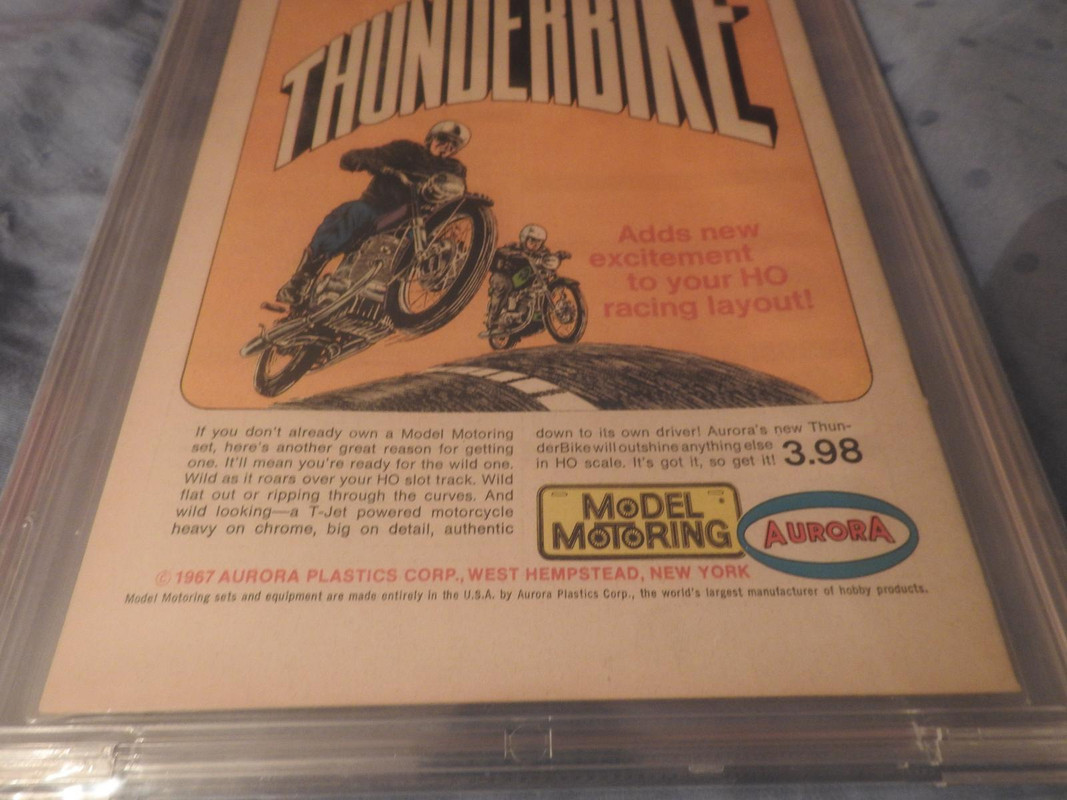 THUNDERBIKE
Adds new
excitement
to your HO
racing layout!
If you don't already own a Model Motoring
set, here's another great reason for getting
one. It'll mean you're ready for the wild one.
Wild as it roars over your HO slot track. Wild
flat out or ripping through the curves. And
wild looking—a T-Jet powered motorcycle
heavy on chrome, big on detail, authentic
down to its own driver! Aurora's new Thun-
derBike will outshine anything else
in HO scale. It's got it, so get it!
3.98
MODEL
MOTORING
AURORA
© 1967 AURORA PLASTICS CORP., WEST HEMPSTEAD, NEW YORK
Model Motoring sets and equipment are made entirely in the U.S.A. by Aurora Plastics Corp., the world's largest manufacturer of hobby products.